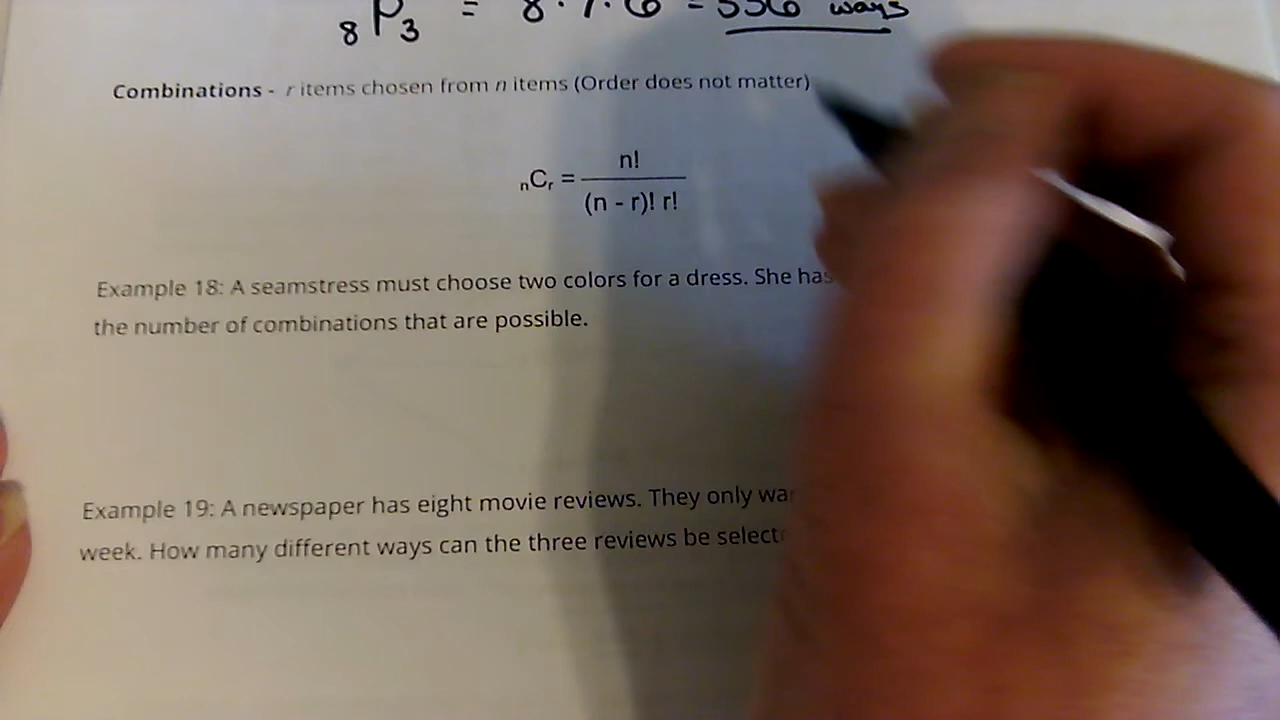 ₈P₃ = 8·7·6 = 336 ways
Combinations - r items chosen from n items (Order does not matter)
n!
ₙCᵣ =
(n - r)! r!
Example 18: A seamstress must choose two colors for a dress. She has
the number of combinations that are possible.
Example 19: A newspaper has eight movie reviews. They only
week. How many different ways can the three reviews be